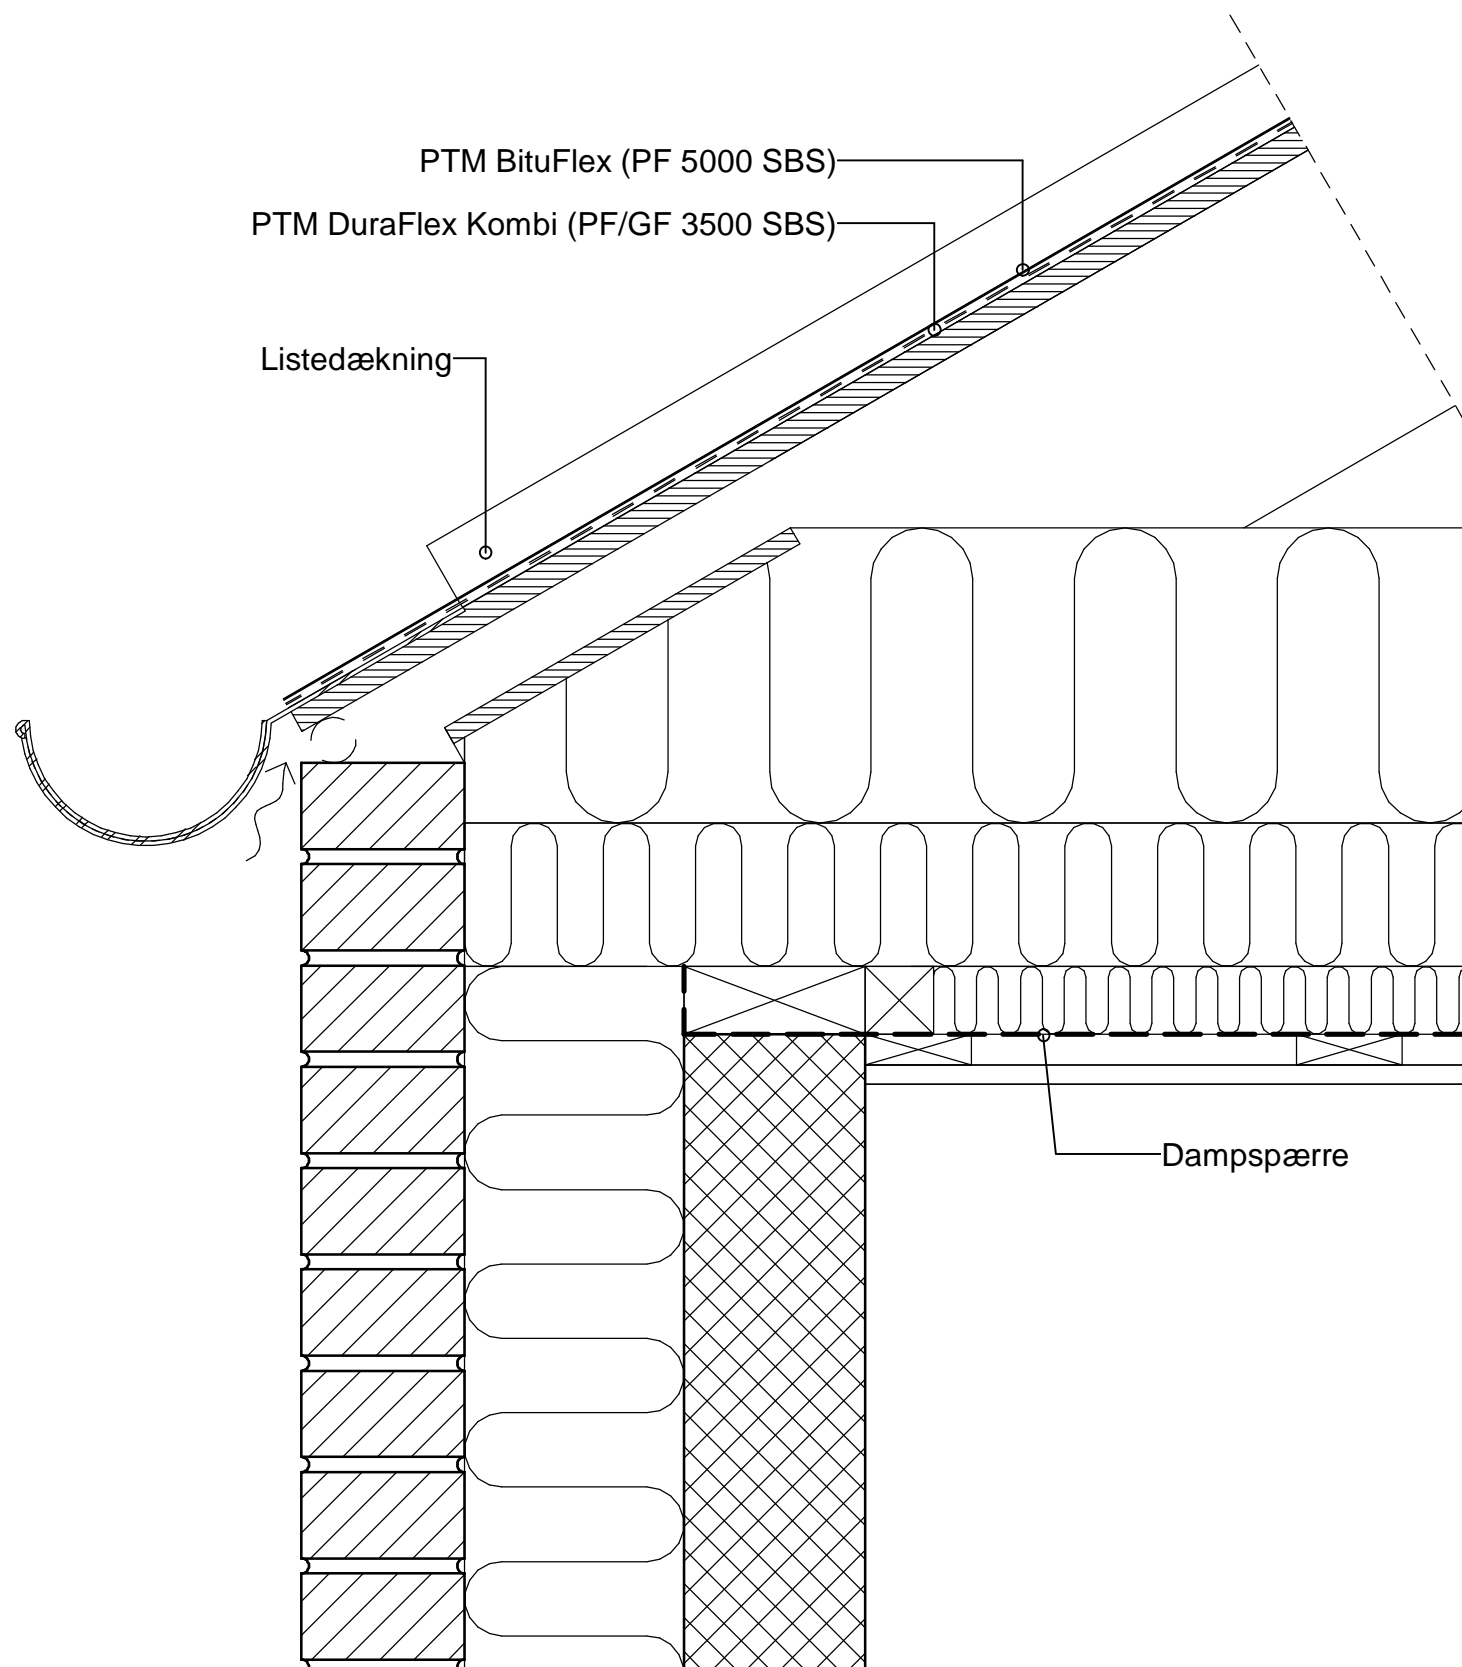 PTM BituFlex (PF 5000 SBS)
PTM DuraFlex Kombi (PF/GF 3500 SBS)
Listedækning
Dampspærre